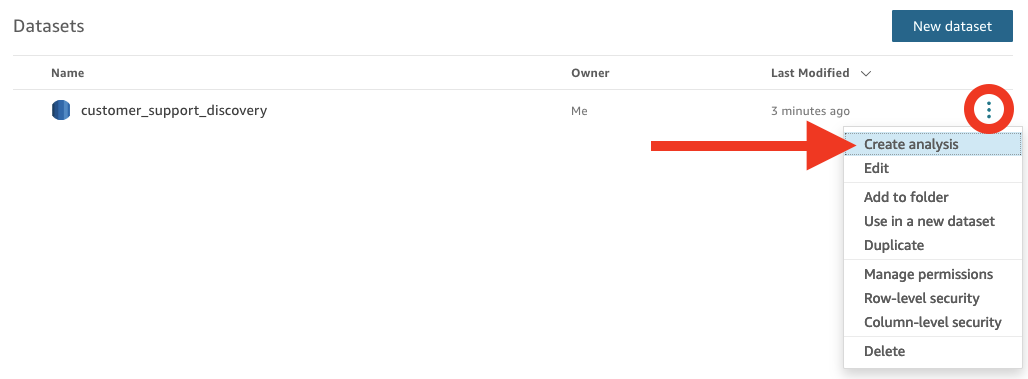 Datasets
New dataset
Name Owner Last Modified
customer_support_discovery Me 3 minutes ago
Create analysis
Edit
Add to folder
Use in a new dataset
Duplicate
Manage permissions
Row-level security
Column-level security
Delete